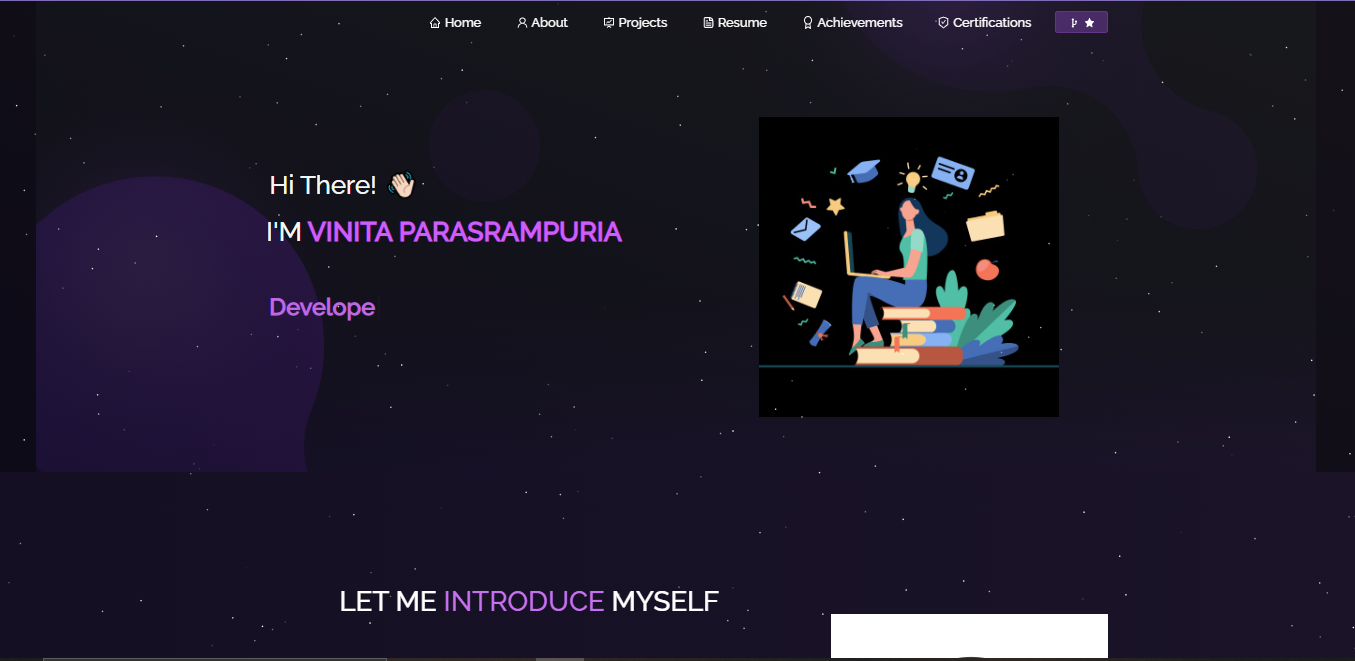 Home About Projects Resume Achievements Certifications
Hi There! 👋🏻
I'M VINITA PARASRAMPURIA
Develope
LET ME INTRODUCE MYSELF